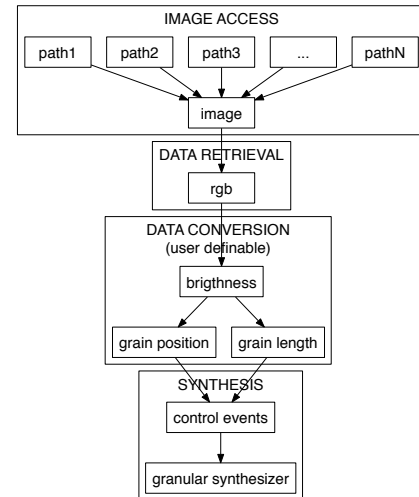 IMAGE ACCESS
path1 path2 path3 ... pathN
image
DATA RETRIEVAL
rgb
DATA CONVERSION
(user definable)
brigthness
grain position grain length
SYNTHESIS
control events
granular synthesizer